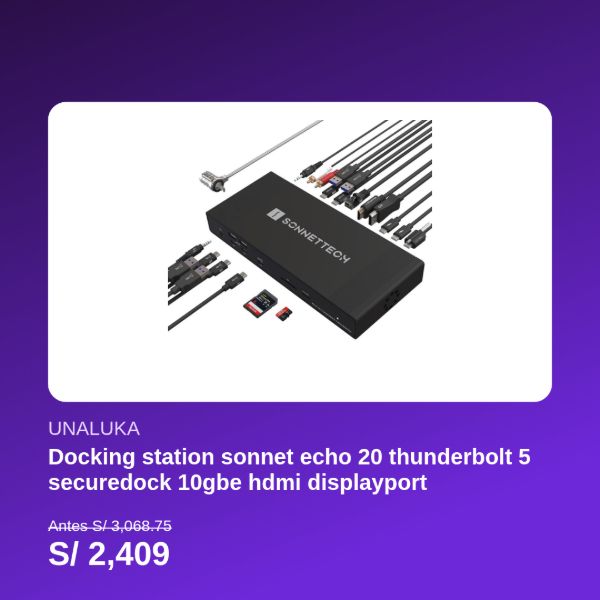 SONNETTECH
UNALUKA
Docking station sonnet echo 20 thunderbolt 5
securedock 10gbe hdmi displayport
Antes S/ 3,068.75
S/ 2,409